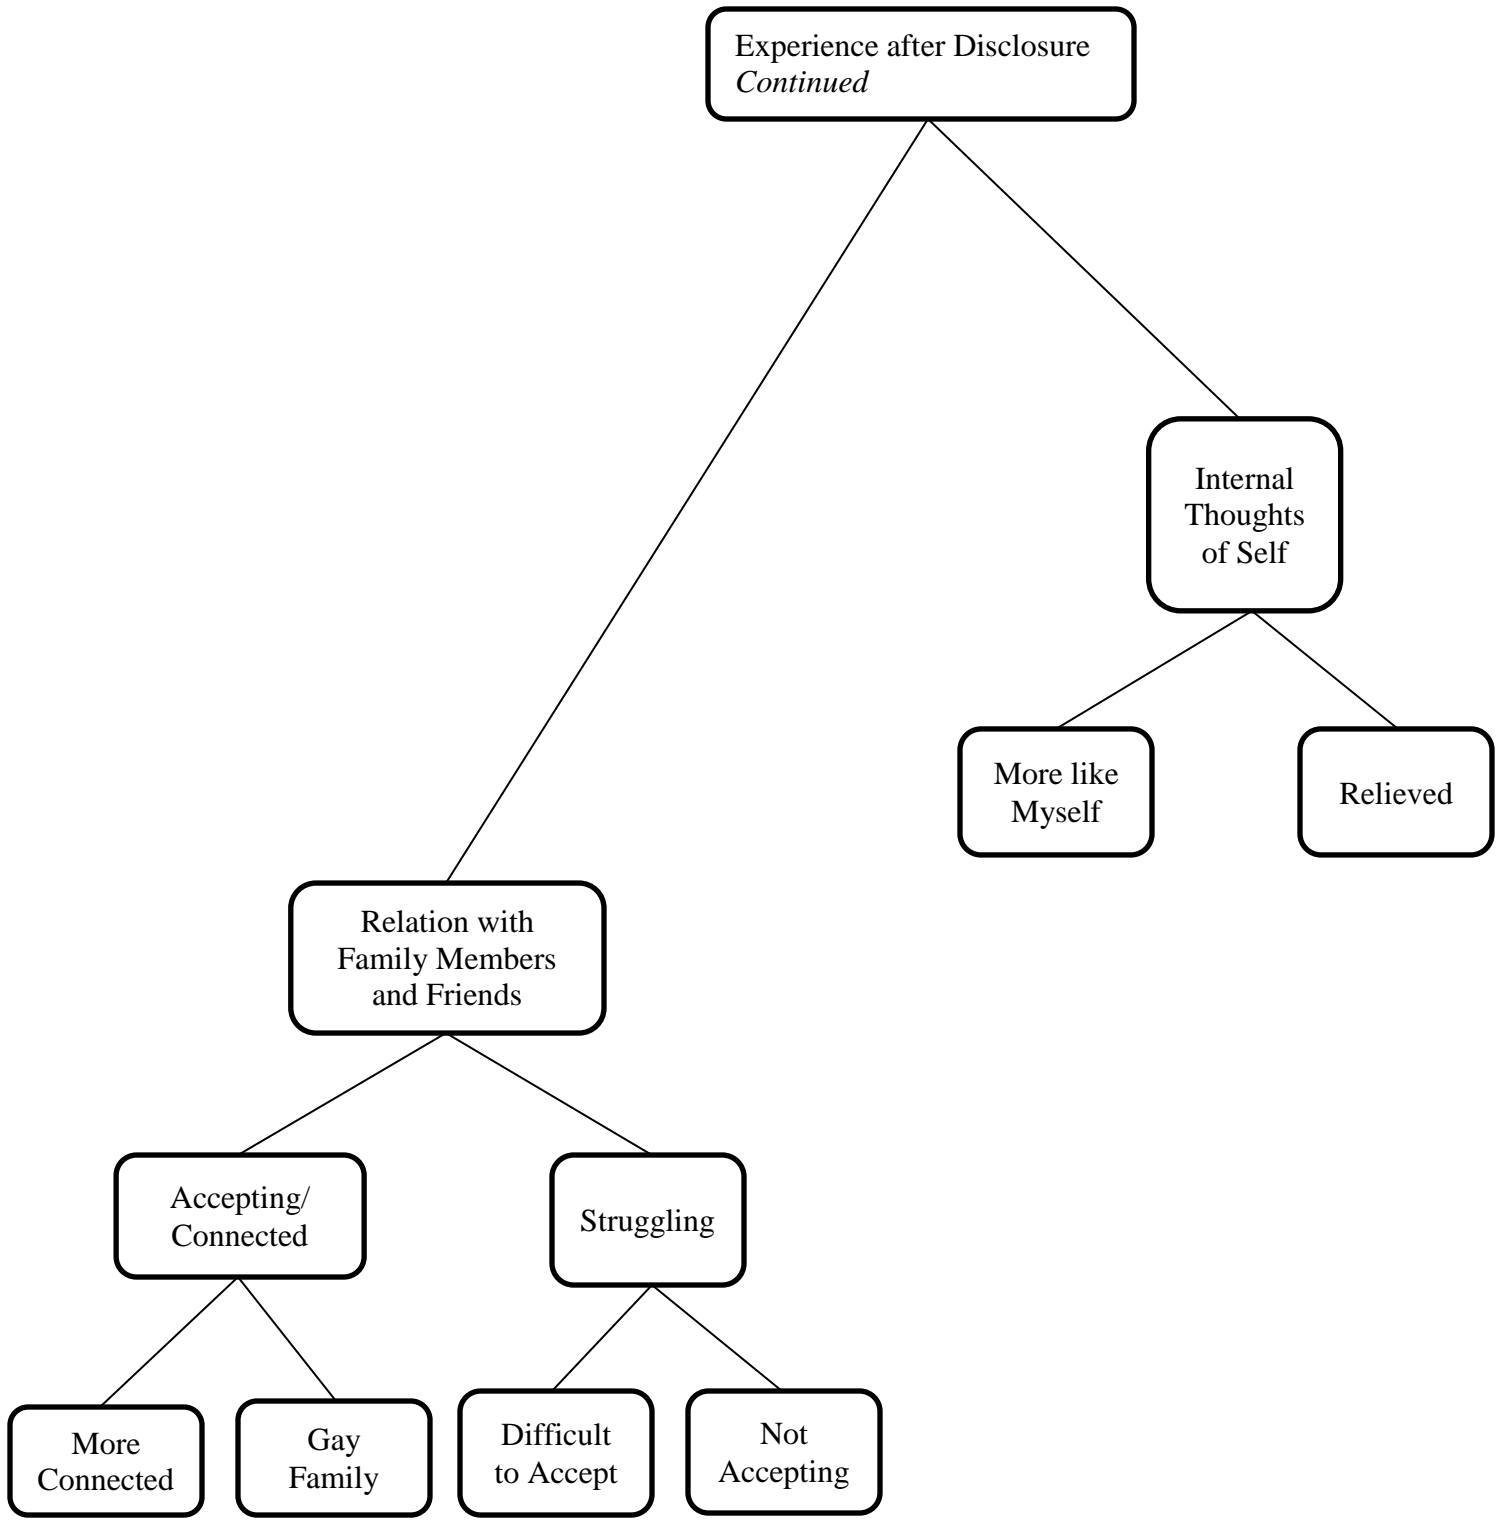 Experience after Disclosure
Continued
Internal
Thoughts
of Self
More like
Myself
Relieved
Relation with
Family Members
and Friends
Accepting/
Connected
Struggling
More
Connected
Gay
Family
Difficult
to Accept
Not
Accepting